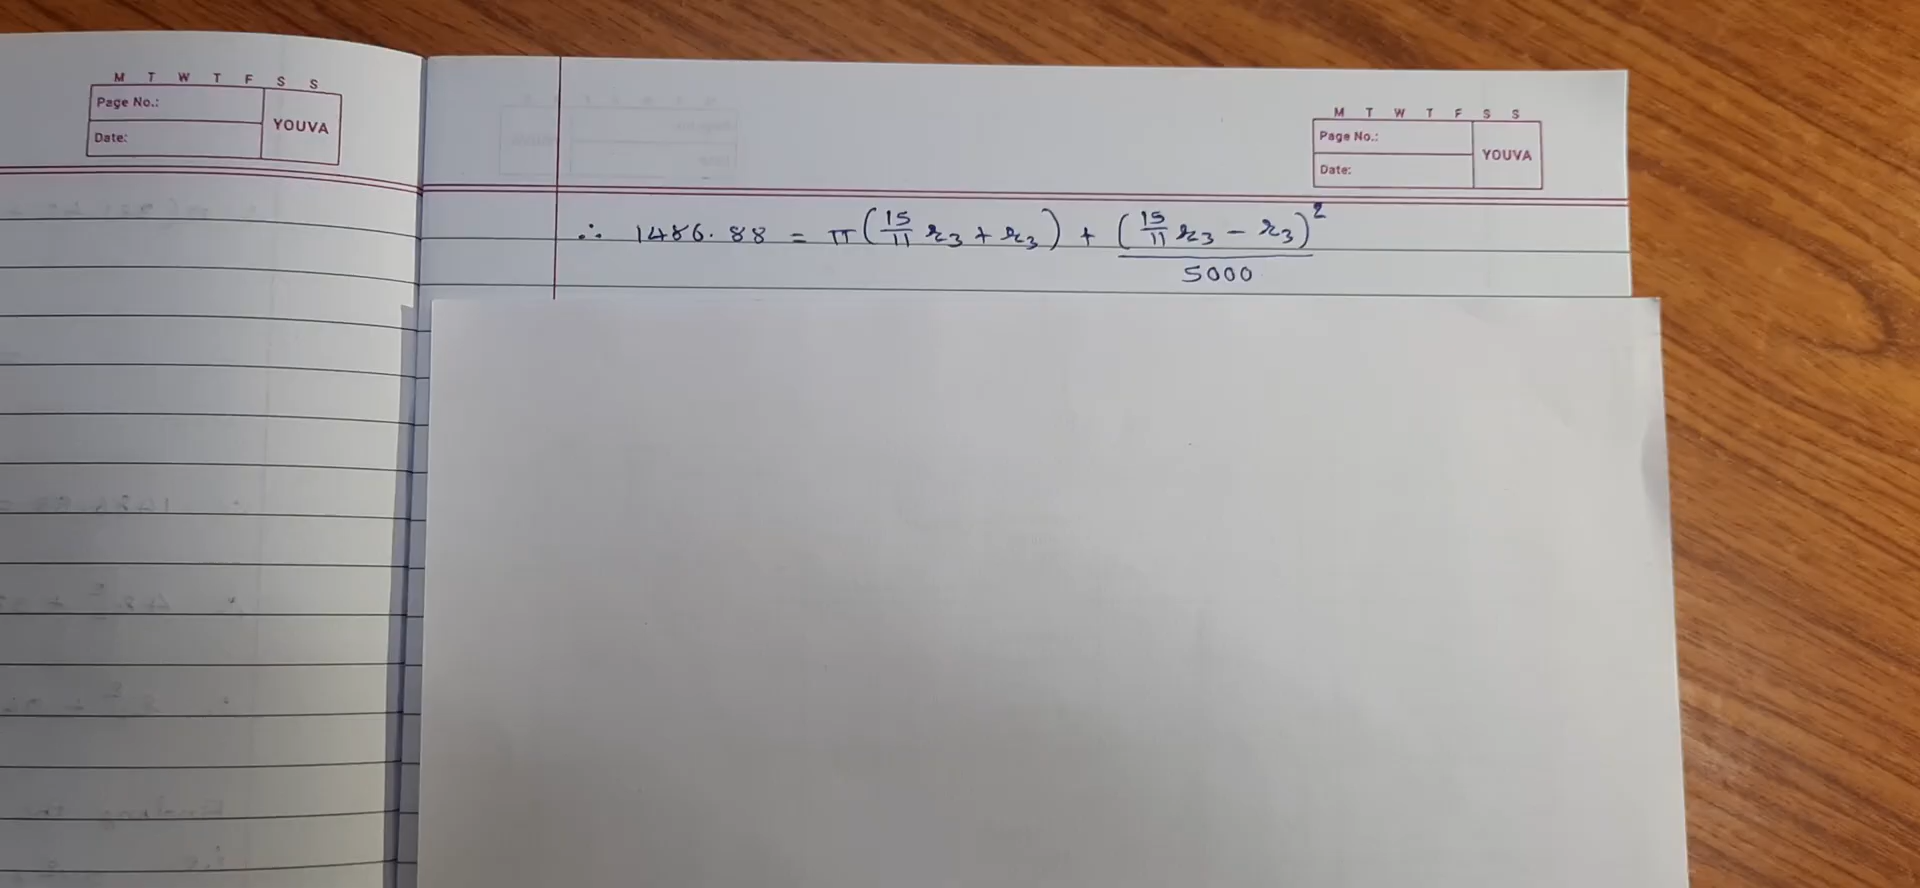 M T W T F S S
Page No.:
YOUVA
Date:
M T W T F S S
Page No.:
YOUVA
Date:
∴ 1486.88 = π(15/11 r₃ + r₃) + (15/11 r₃ - r₃)²/5000